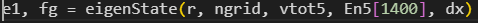 e1, fg = eigenState(r, ngrid, vtot5, En5[1400], dx)